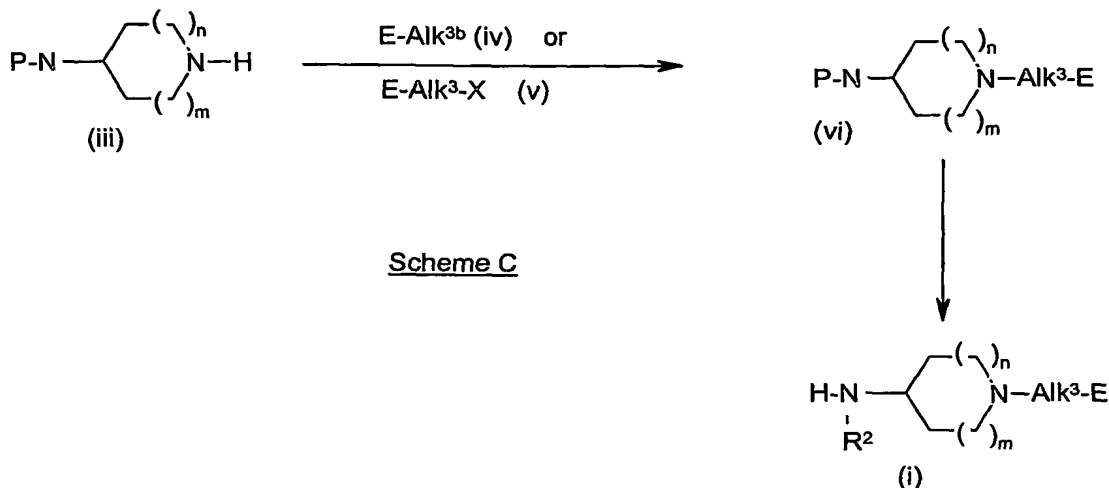 P-N ( )n N–H ( )m
(iii)
E-Alk³ᵇ (iv) or
E-Alk³-X (v)
P-N ( )n N–Alk³-E ( )m
(vi)
Scheme C
H-N ( )n N–Alk³-E ( )m
R²
(i)